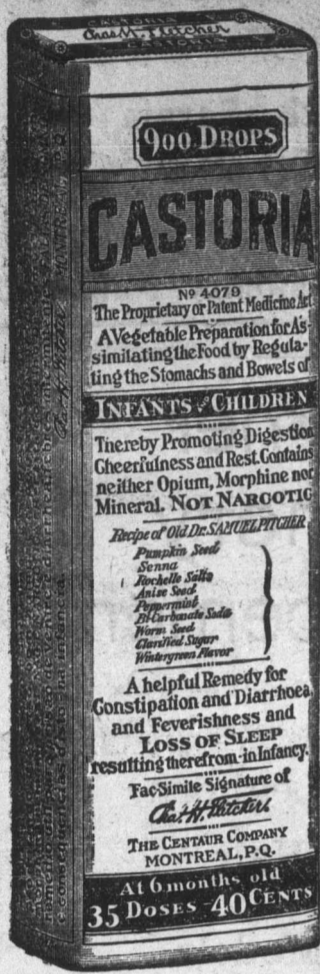 CASTORIA
Chas. H. Fletcher
900 DROPS
CASTORIA
No 4079
The Proprietary or Patent Medicine Act
A Vegetable Preparation for As-
similating the Food by Regula-
ting the Stomachs and Bowels of
INFANTS & CHILDREN
Thereby Promoting Digestion
Cheerfulness and Rest. Contains
neither Opium, Morphine nor
Mineral. NOT NARCOTIC
Recipe of Old Dr. SAMUEL PITCHER
Pumpkin Seed
Senna
Rochelle Salts
Anise Seed
Peppermint
Bi-Carbonate Soda
Worm Seed
Clarified Sugar
Wintergreen Flavor
A helpful Remedy for
Constipation and Diarrhoea
and Feverishness and
LOSS OF SLEEP
resulting therefrom-in Infancy.
Fac-Simile Signature of
Chas. H. Fletcher
THE CENTAUR COMPANY
MONTREAL, P.Q.
At 6 months old
35 DOSES - 40 CENTS
MONTREAL, P.Q.